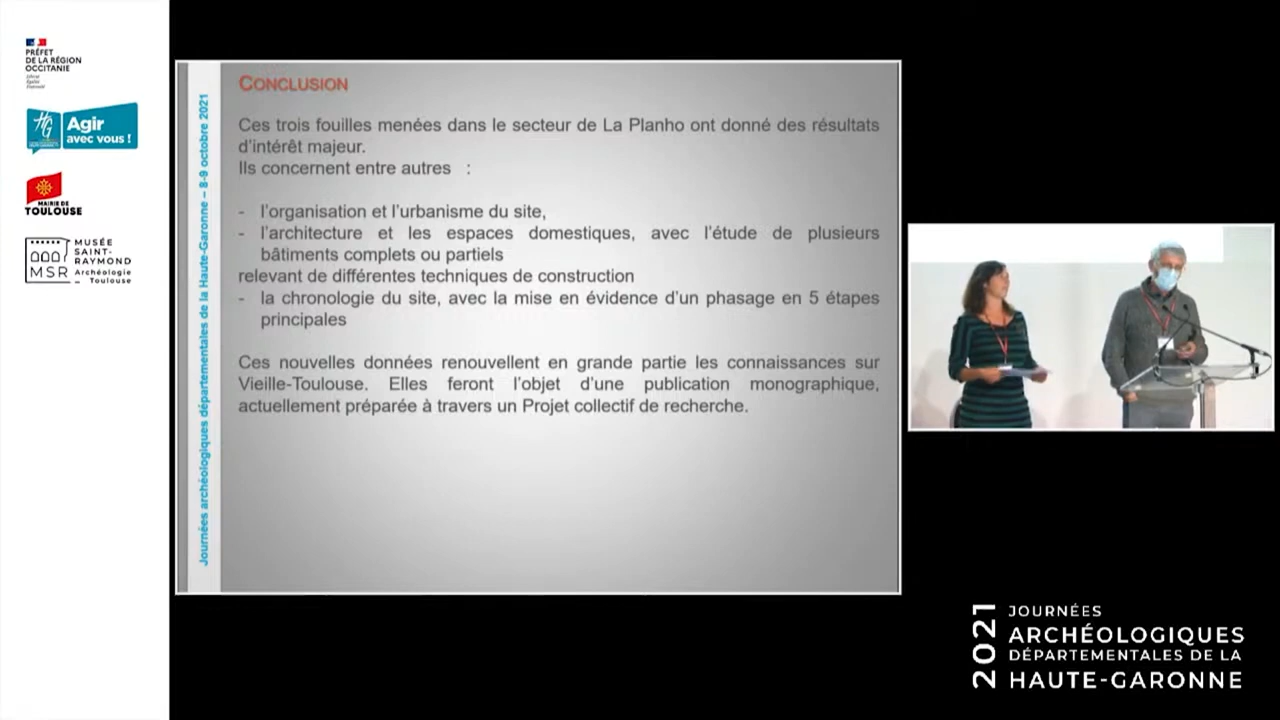 PRÉFET
DE LA RÉGION
OCCITANIE
HG
Agir
avec vous !
MAIRIE DE
TOULOUSE
MUSÉE
SAINT-
RAYMOND
MSR
Archéologie
Toulouse
Journées archéologiques départementales de la Haute-Garonne – 8-9 octobre 2021
CONCLUSION
Ces trois fouilles menées dans le secteur de La Planho ont donné des résultats
d'intérêt majeur.
Ils concernent entre autres :
- l'organisation et l'urbanisme du site,
- l'architecture et les espaces domestiques, avec l'étude de plusieurs
bâtiments complets ou partiels
relevant de différentes techniques de construction
- la chronologie du site, avec la mise en évidence d'un phasage en 5 étapes
principales
Ces nouvelles données renouvellent en grande partie les connaissances sur
Vieille-Toulouse. Elles feront l'objet d'une publication monographique,
actuellement préparée à travers un Projet collectif de recherche.
2021
JOURNÉES
ARCHÉOLOGIQUES
DÉPARTEMENTALES DE LA
HAUTE-GARONNE